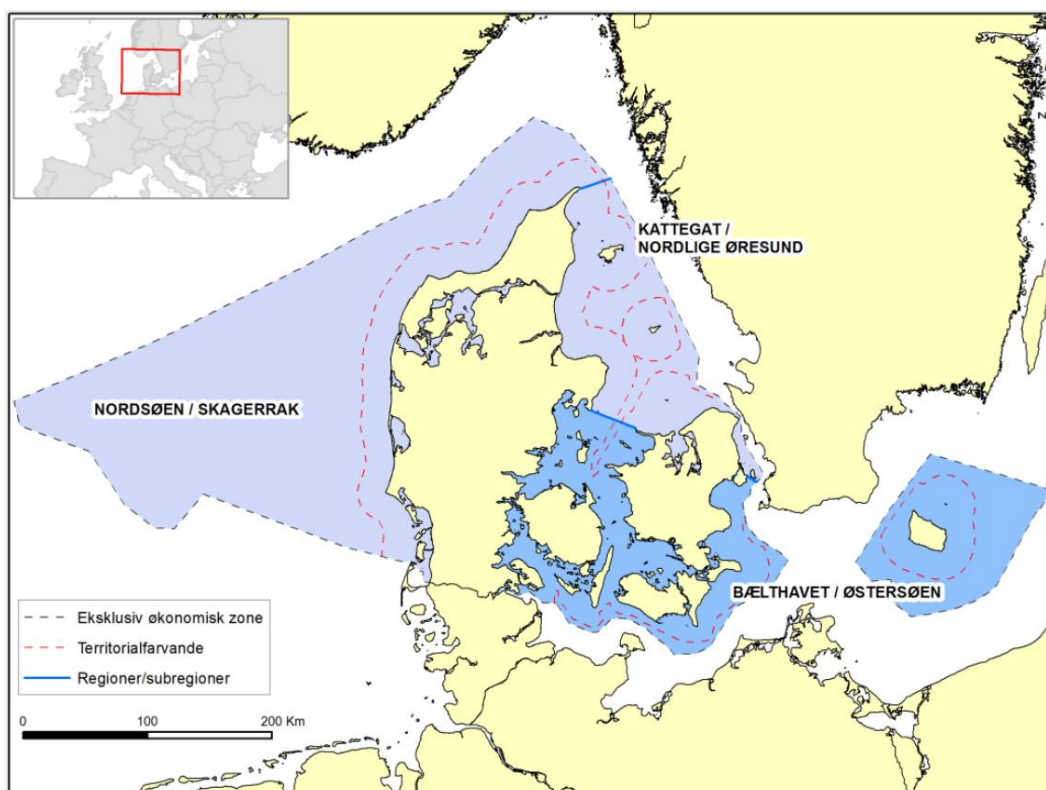 KATTEGAT /
NORDLIGE ØRESUND
NORDSØEN / SKAGERRAK
BÆLTHAVET / ØSTERSØEN
Eksklusiv økonomisk zone
Territorialfarvande
Regioner/subregioner
0 100 200 Km
N